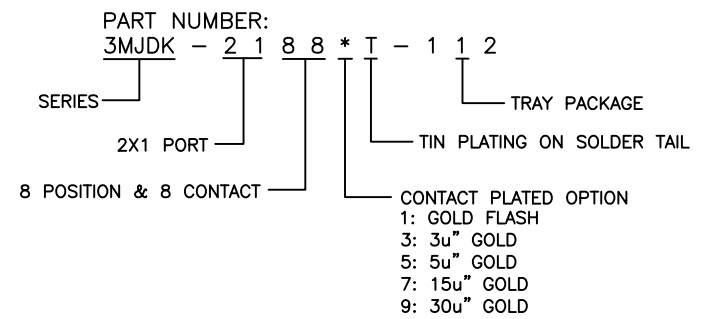 PART NUMBER:
3MJDK - 2 1 8 8 * T - 1 1 2
SERIES
TRAY PACKAGE
2X1 PORT
TIN PLATING ON SOLDER TAIL
8 POSITION & 8 CONTACT
CONTACT PLATED OPTION
1: GOLD FLASH
3: 3u" GOLD
5: 5u" GOLD
7: 15u" GOLD
9: 30u" GOLD